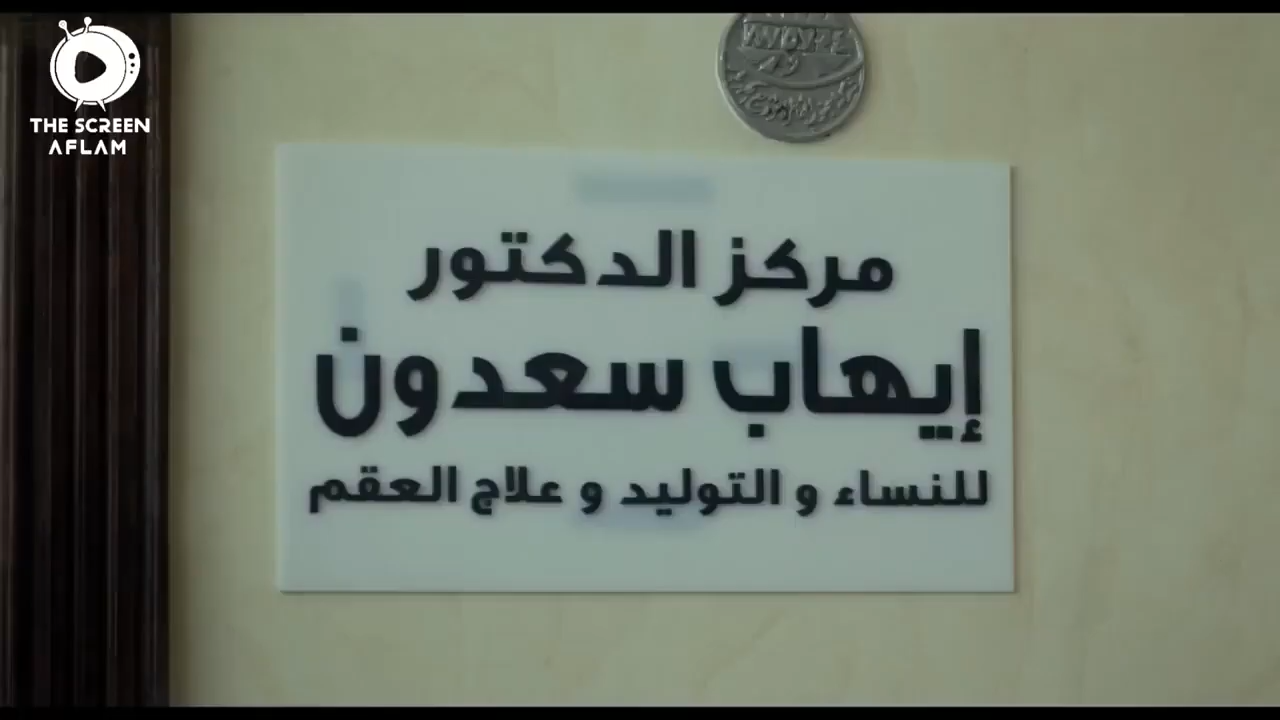 THE SCREEN
AFLAM
مركز الدكتور
إيهاب سعدون
للنساء و التوليد و علاج العقم